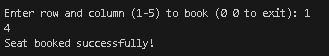 Enter row and column (1-5) to book (0 0 to exit): 1
4
Seat booked successfully!